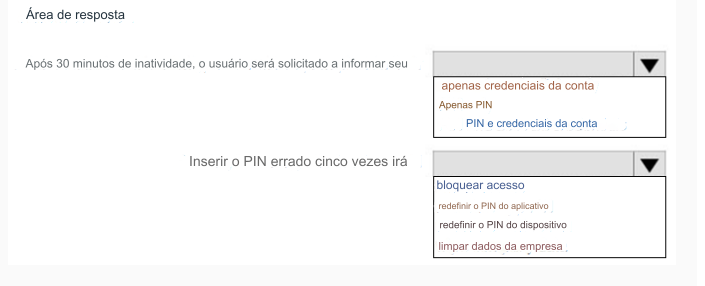 Área de resposta
Após 30 minutos de inatividade, o usuário será solicitado a informar seu
apenas credenciais da conta
Apenas PIN
PIN e credenciais da conta
Inserir o PIN errado cinco vezes irá
bloquear acesso
redefinir o PIN do aplicativo
redefinir o PIN do dispositivo
limpar dados da empresa